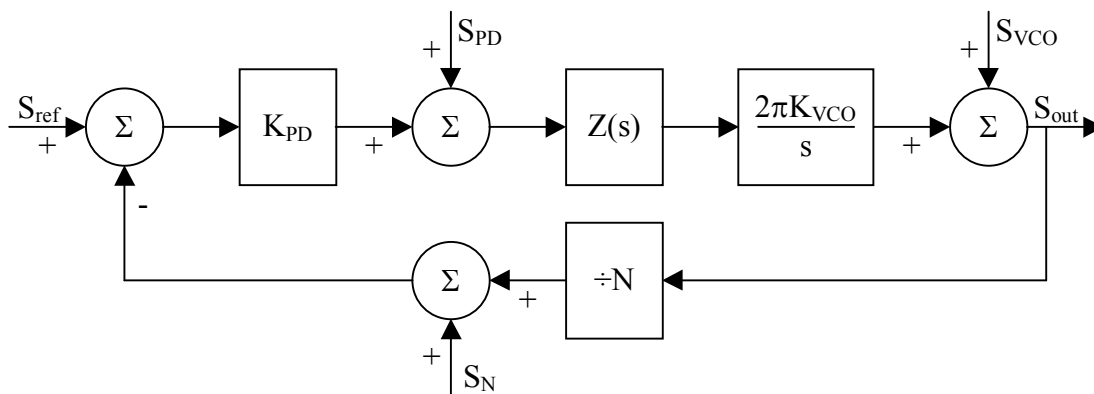 S_PD
S_VCO
+
+
S_ref
Σ
K_PD
Σ
Z(s)
2πK_VCO
s
Σ
S_out
+
+
+
-
Σ
÷N
+
+
S_N